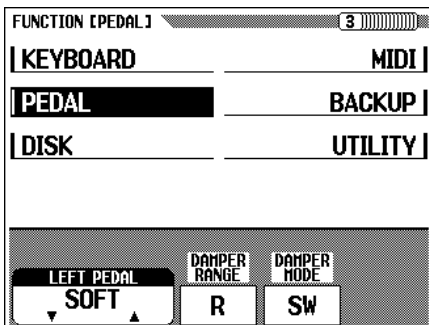 FUNCTION [PEDAL] 3
KEYBOARD MIDI
PEDAL BACKUP
DISK UTILITY
DAMPER DAMPER
LEFT PEDAL RANGE MODE
SOFT R SW